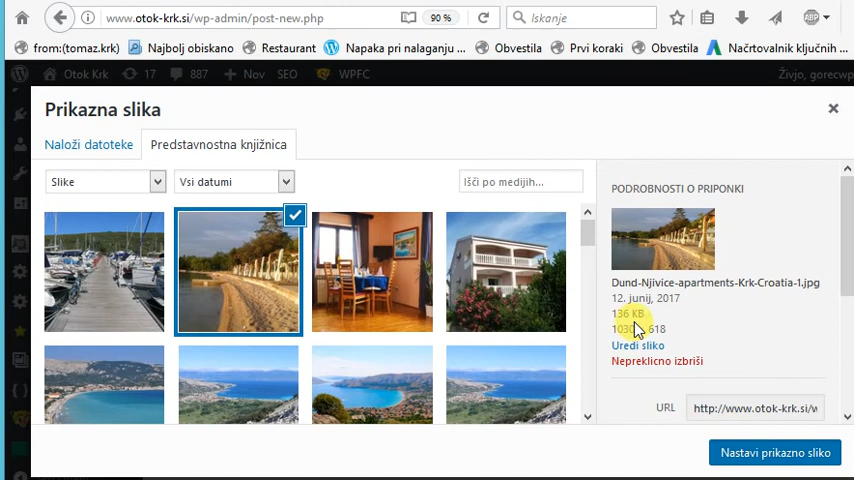 www.otok-krk.si/wp-admin/post-new.php
90 %
Iskanje
ABP
from:(tomaz.krk)
Najbolj obiskano
Restaurant
Napaka pri nalaganju ...
Obvestila
Prvi koraki
Obvestila
Načrtovalnik ključnih ...
Otok Krk
17
887
Nov
SEO
WPFC
Živjo, gorecwp
Prikazna slika
Naloži datoteke
Predstavnostna knjižnica
Slike
Vsi datumi
Išči po medijih...
PODROBNOSTI O PRIPONKI
Dund-Njivice-apartments-Krk-Croatia-1.jpg
12. junij, 2017
136 KB
618
Uredi sliko
Nepreklicno izbriši
URL
http://www.otok-krk.si/w
Nastavi prikazno sliko